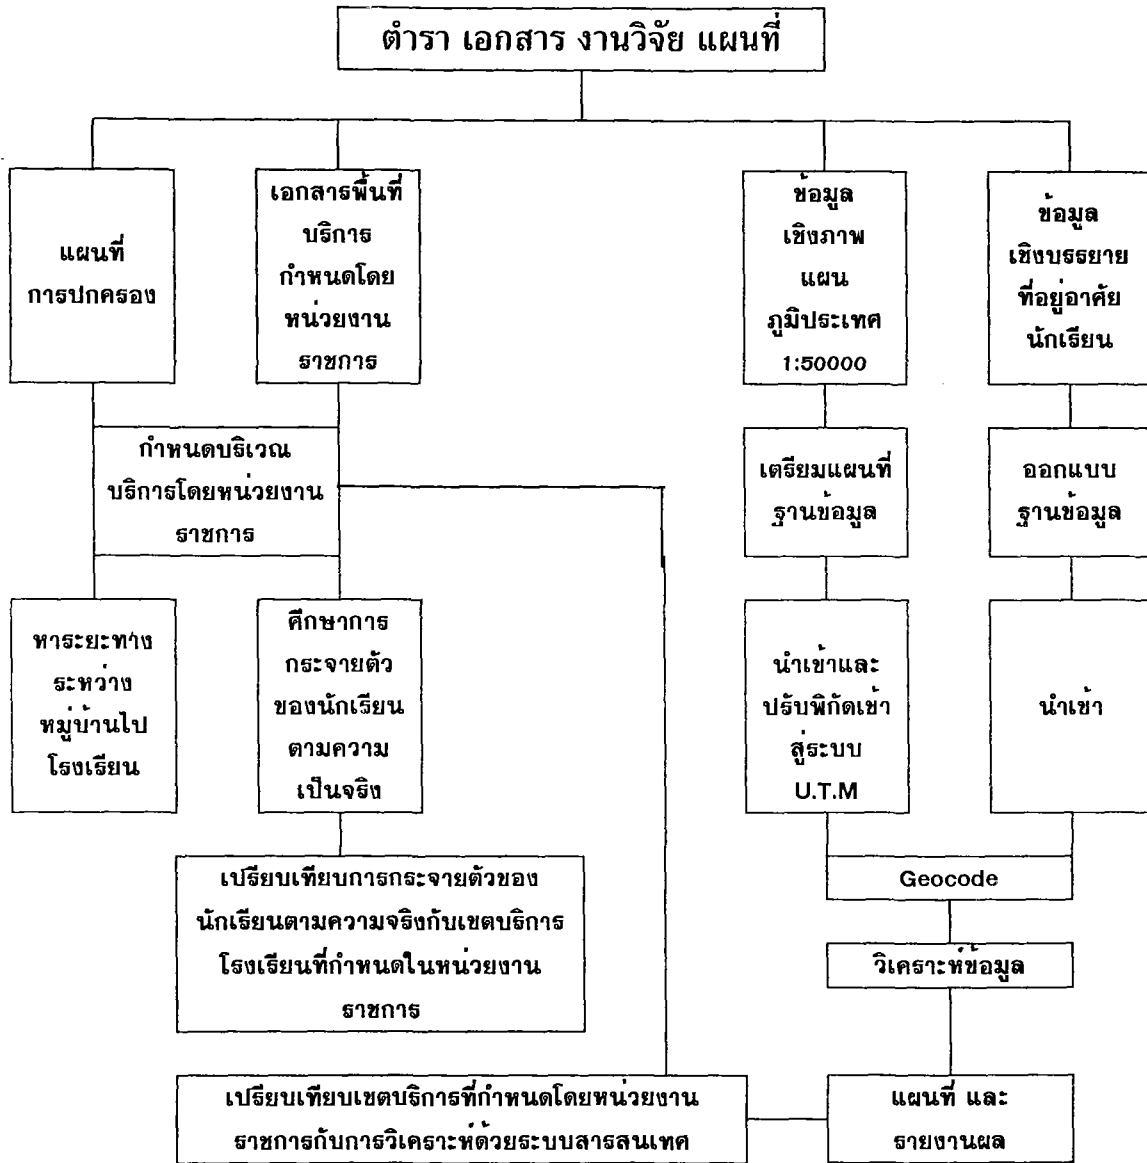 ตำรา เอกสาร งานวิจัย แผนที่
แผนที่
การปกครอง
เอกสารพื้นที่
บริการ
กำหนดโดย
หน่วยงาน
ราชการ
ข้อมูล
เชิงภาพ
แผน
ภูมิประเทศ
1:50000
ข้อมูล
เชิงบรรยาย
ที่อยู่อาศัย
นักเรียน
กำหนดบริเวณ
บริการโดยหน่วยงาน
ราชการ
เตรียมแผนที่
ฐานข้อมูล
ออกแบบ
ฐานข้อมูล
หาระยะทาง
ระหว่าง
หมู่บ้านไป
โรงเรียน
ศึกษาการ
กระจายตัว
ของนักเรียน
ตามความ
เป็นจริง
นำเข้าและ
ปรับพิกัดเข้า
สู่ระบบ
U.T.M
นำเข้า
เปรียบเทียบการกระจายตัวของ
นักเรียนตามความจริงกับเขตบริการ
โรงเรียนที่กำหนดในหน่วยงาน
ราชการ
Geocode
วิเคราะห์ข้อมูล
เปรียบเทียบเขตบริการที่กำหนดโดยหน่วยงาน
ราชการกับการวิเคราะห์ด้วยระบบสารสนเทศ
แผนที่ และ
รายงานผล